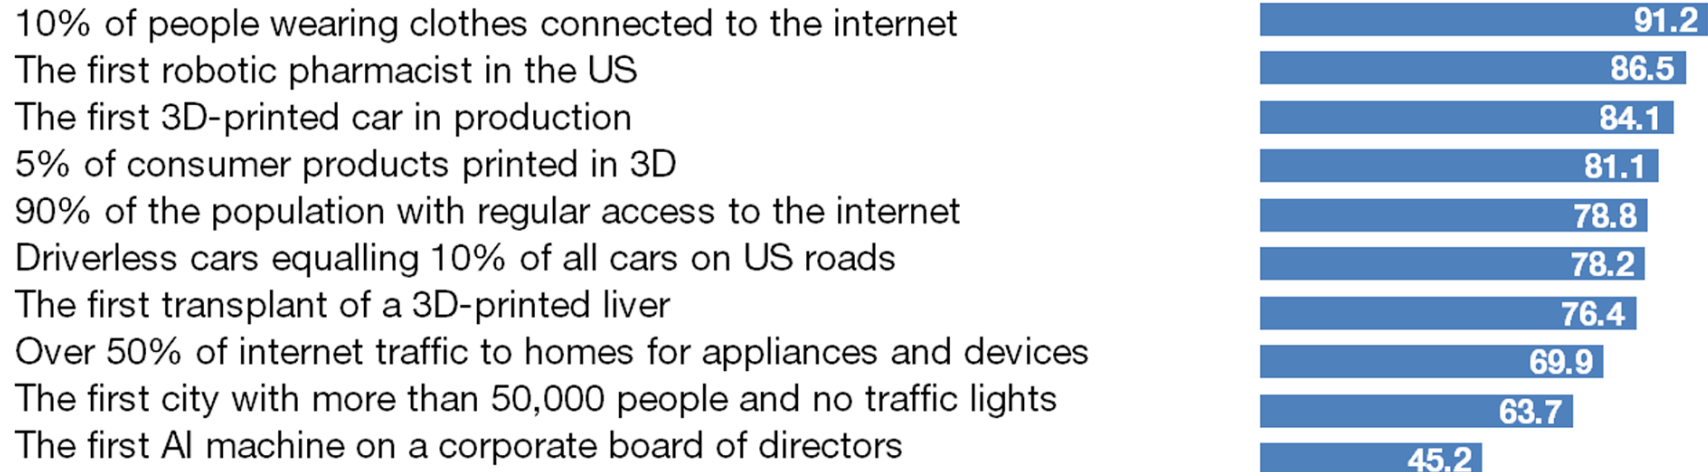 10% of people wearing clothes connected to the internet 91.2
The first robotic pharmacist in the US 86.5
The first 3D-printed car in production 84.1
5% of consumer products printed in 3D 81.1
90% of the population with regular access to the internet 78.8
Driverless cars equalling 10% of all cars on US roads 78.2
The first transplant of a 3D-printed liver 76.4
Over 50% of internet traffic to homes for appliances and devices 69.9
The first city with more than 50,000 people and no traffic lights 63.7
The first AI machine on a corporate board of directors 45.2